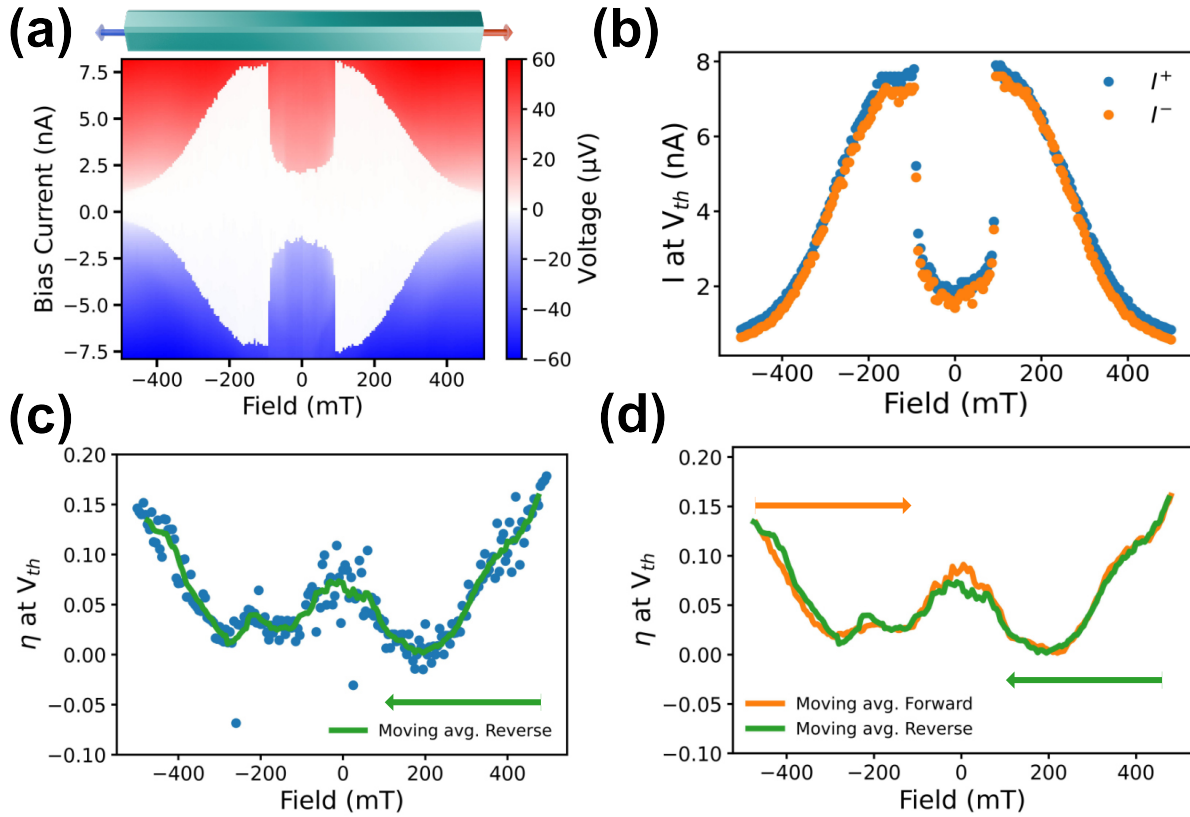 (a)
7.5
5.0
2.5
0.0
−2.5
−5.0
−7.5
Bias Current (nA)
−400
−200
0
200
400
Field (mT)
60
40
20
0
−20
−40
−60
Voltage (µV)
(b)
8
6
4
2
I at Vth (nA)
I+
I−
−400
−200
0
200
400
Field (mT)
(c)
0.20
0.15
0.10
0.05
0.00
−0.05
−0.10
η at Vth
Moving avg. Reverse
−400
−200
0
200
400
Field (mT)
(d)
0.20
0.15
0.10
0.05
0.00
−0.05
−0.10
η at Vth
Moving avg. Forward
Moving avg. Reverse
−400
−200
0
200
400
Field (mT)